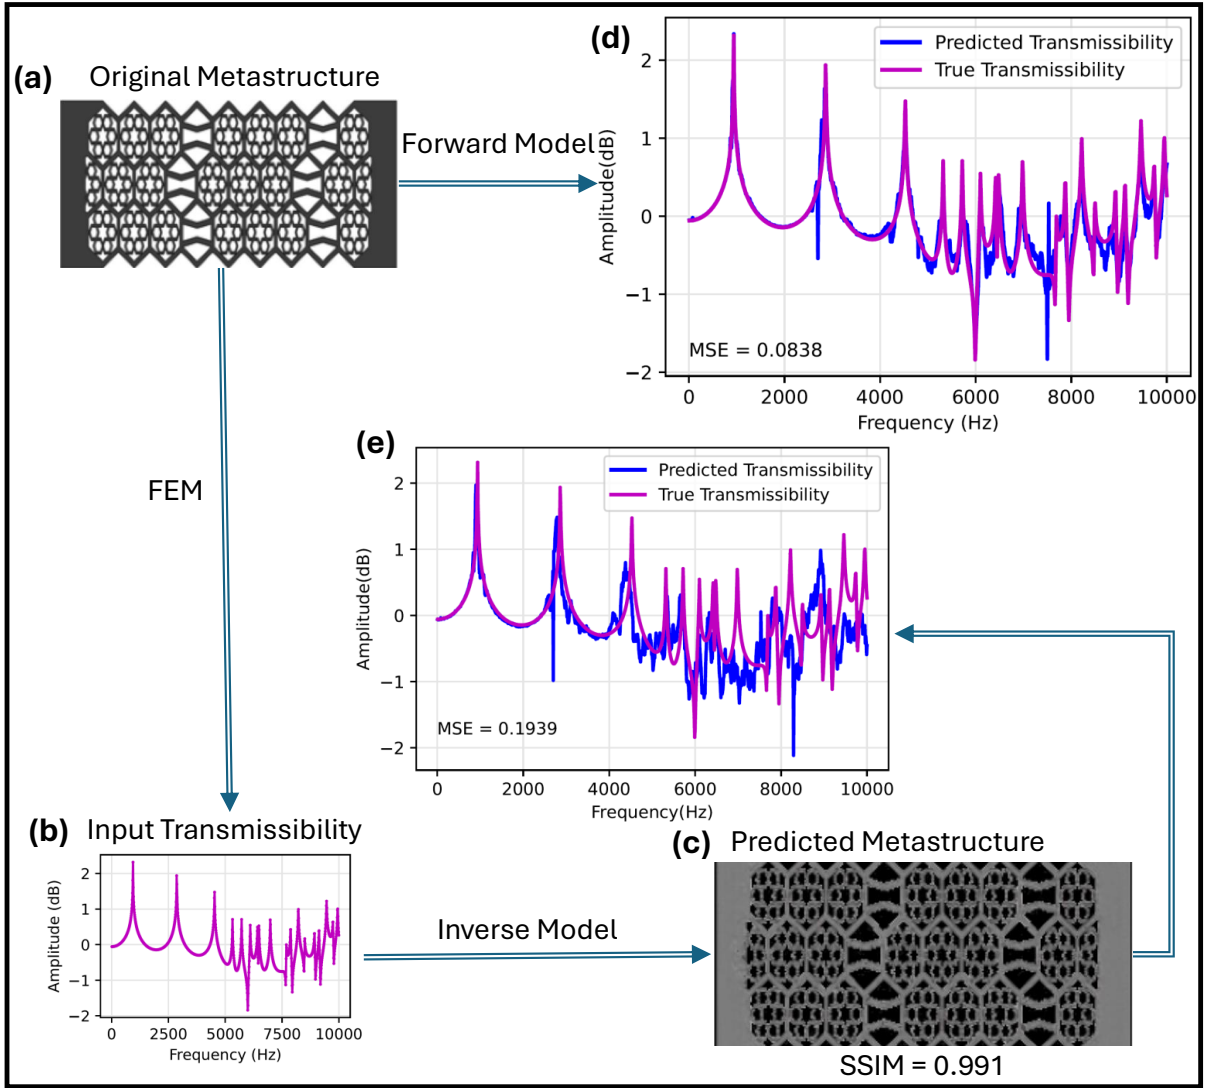 (a) Original Metastructure
Forward Model
FEM
(d)
Predicted Transmissibility
True Transmissibility
Amplitude(dB)
2
1
0
−1
−2
MSE = 0.0838
0 2000 4000 6000 8000 10000
Frequency (Hz)
(e)
Predicted Transmissibility
True Transmissibility
Amplitude(dB)
2
1
0
−1
−2
MSE = 0.1939
0 2000 4000 6000 8000 10000
Frequency(Hz)
(b) Input Transmissibility
Amplitude (dB)
2
1
0
−1
−2
0 2500 5000 7500 10000
Frequency (Hz)
Inverse Model
(c) Predicted Metastructure
SSIM = 0.991